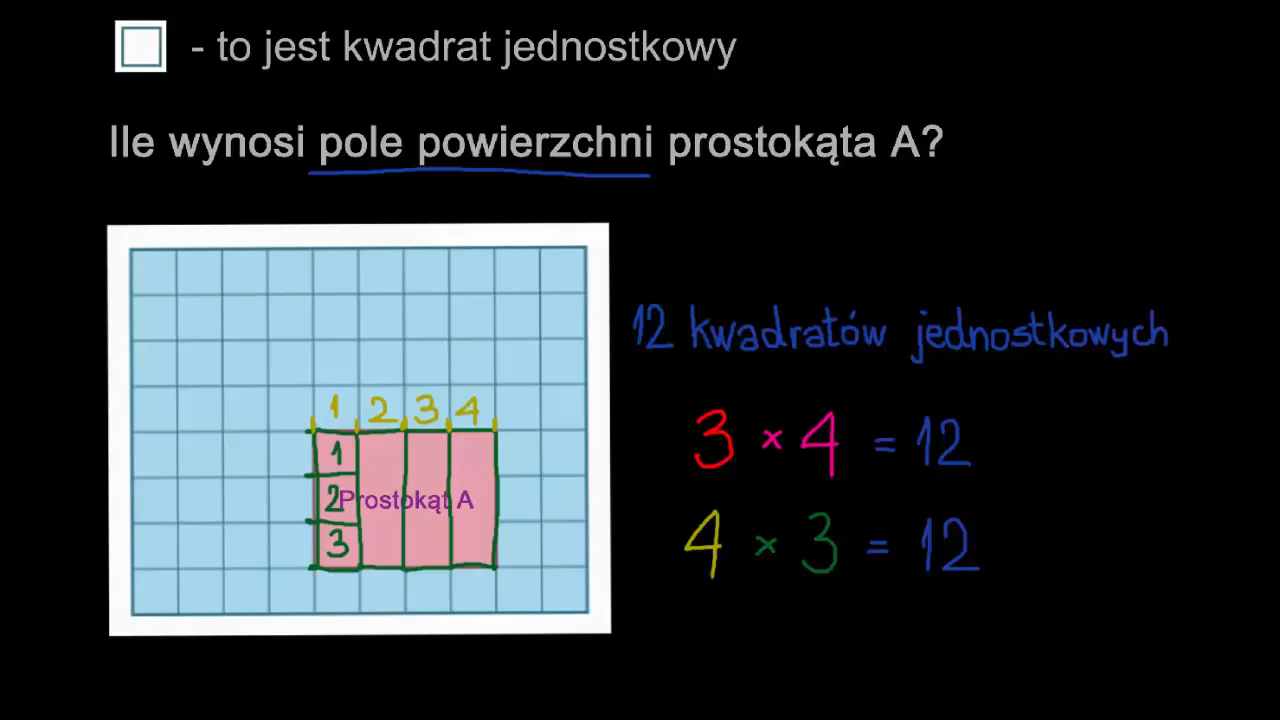 - to jest kwadrat jednostkowy
Ile wynosi pole powierzchni prostokąta A?
12 kwadratów jednostkowych
3 × 4 = 12
1 2 3 4
1
2 Prostokąt A
3
4 × 3 = 12